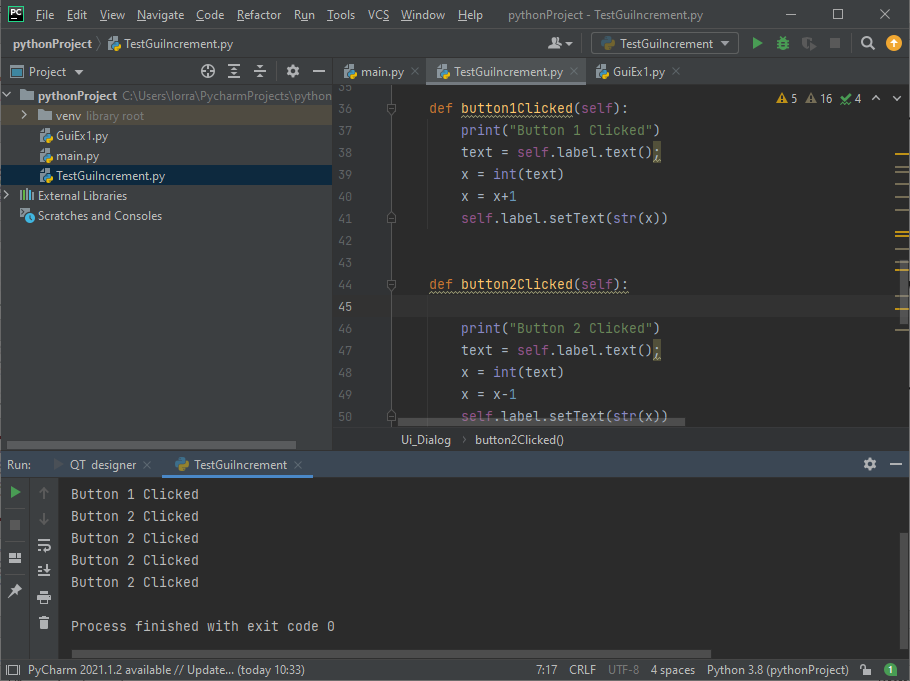 PC File Edit View Navigate Code Refactor Run Tools VCS Window Help pythonProject - TestGuiIncrement.py
pythonProject TestGuiIncrement.py TestGuiIncrement
Project main.py TestGuiIncrement.py GuiEx1.py
pythonProject C:\Users\lorra\PycharmProjects\python
venv library root
GuiEx1.py
main.py
TestGuiIncrement.py
External Libraries
Scratches and Consoles
5 16 4
35
36 def button1Clicked(self):
37 print("Button 1 Clicked")
38 text = self.label.text();
39 x = int(text)
40 x = x+1
41 self.label.setText(str(x))
42
43
44 def button2Clicked(self):
45
46 print("Button 2 Clicked")
47 text = self.label.text();
48 x = int(text)
49 x = x-1
50 self.label.setText(str(x))
Ui_Dialog button2Clicked()
Run: QT designer TestGuiIncrement
Button 1 Clicked
Button 2 Clicked
Button 2 Clicked
Button 2 Clicked
Button 2 Clicked
Process finished with exit code 0
PyCharm 2021.1.2 available // Update... (today 10:33) 7:17 CRLF UTF-8 4 spaces Python 3.8 (pythonProject) 1